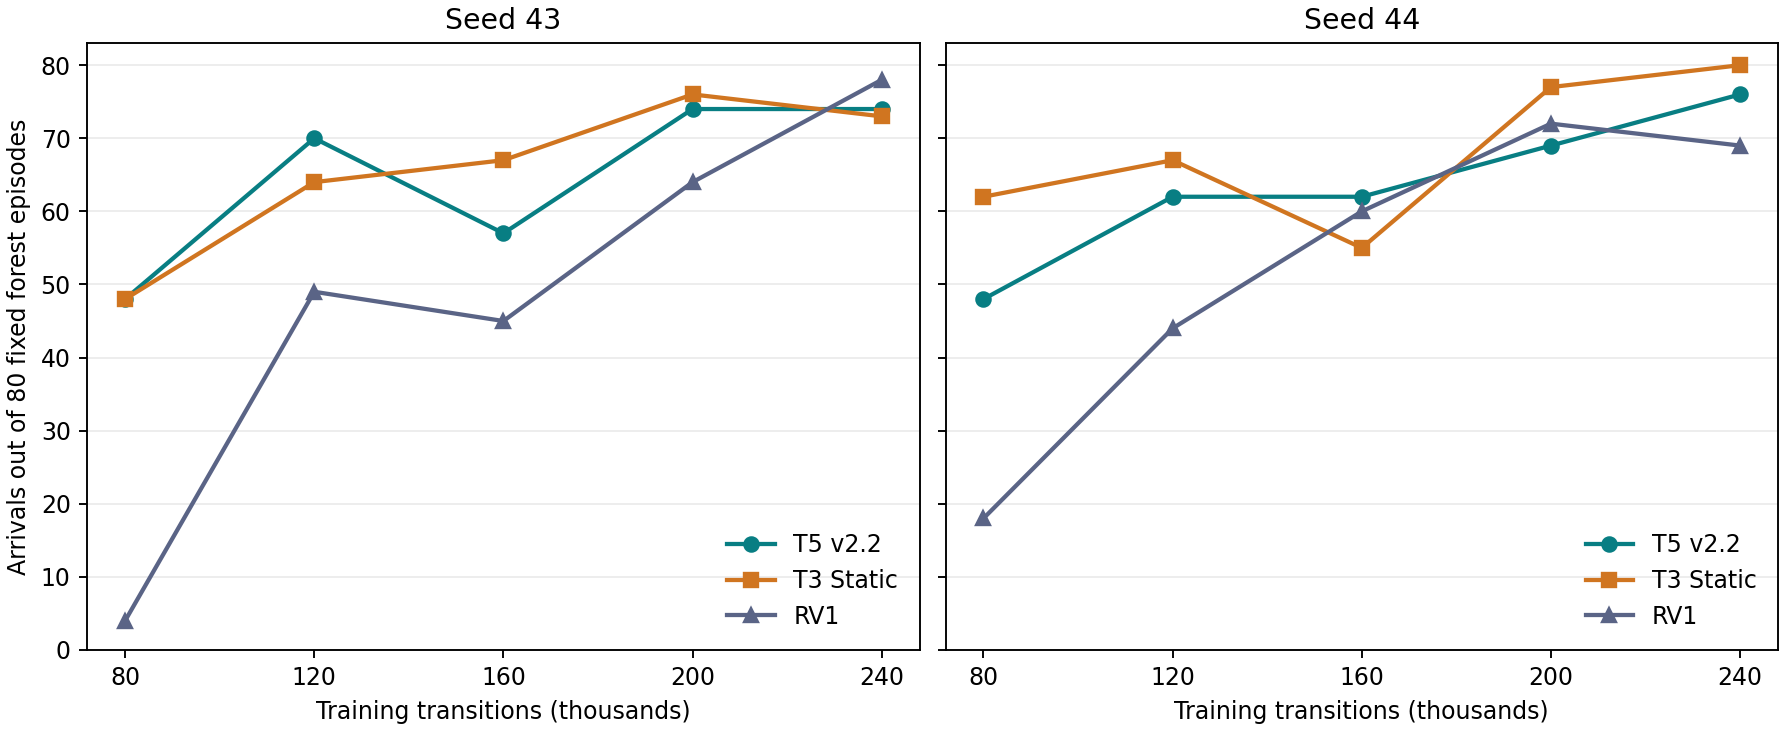 Seed 43
Seed 44
Arrivals out of 80 fixed forest episodes
80
70
60
50
40
30
20
10
0
T5 v2.2
T3 Static
RV1
T5 v2.2
T3 Static
RV1
80 120 160 200 240
80 120 160 200 240
Training transitions (thousands)
Training transitions (thousands)